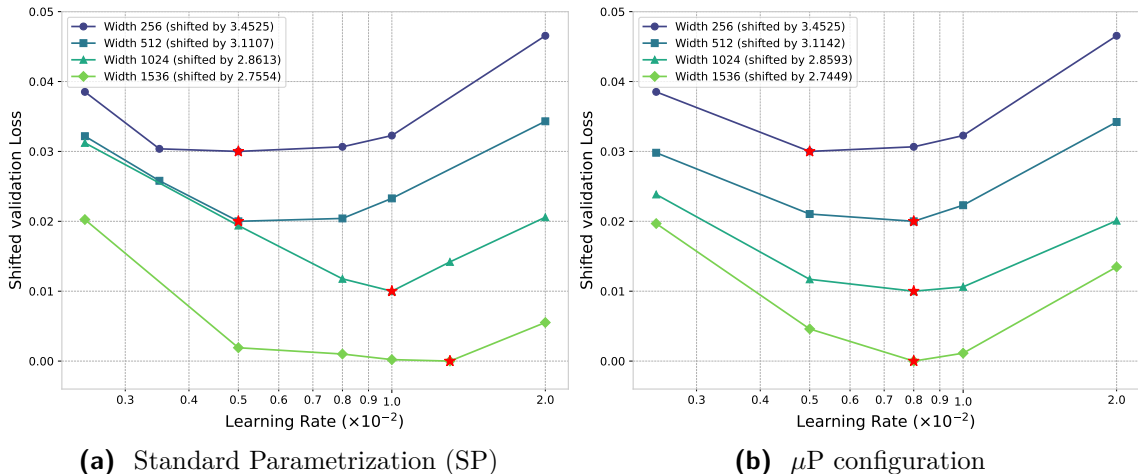 Width 256 (shifted by 3.4525)
Width 512 (shifted by 3.1107)
Width 1024 (shifted by 2.8613)
Width 1536 (shifted by 2.7554)
Shifted validation Loss
0.05
0.04
0.03
0.02
0.01
0.00
0.3 0.4 0.5 0.6 0.7 0.8 0.9 1.0 2.0
Learning Rate (×10⁻²)
(a) Standard Parametrization (SP)
Width 256 (shifted by 3.4525)
Width 512 (shifted by 3.1142)
Width 1024 (shifted by 2.8593)
Width 1536 (shifted by 2.7449)
Shifted validation Loss
0.05
0.04
0.03
0.02
0.01
0.00
0.3 0.4 0.5 0.6 0.7 0.8 0.9 1.0 2.0
Learning Rate (×10⁻²)
(b) μP configuration